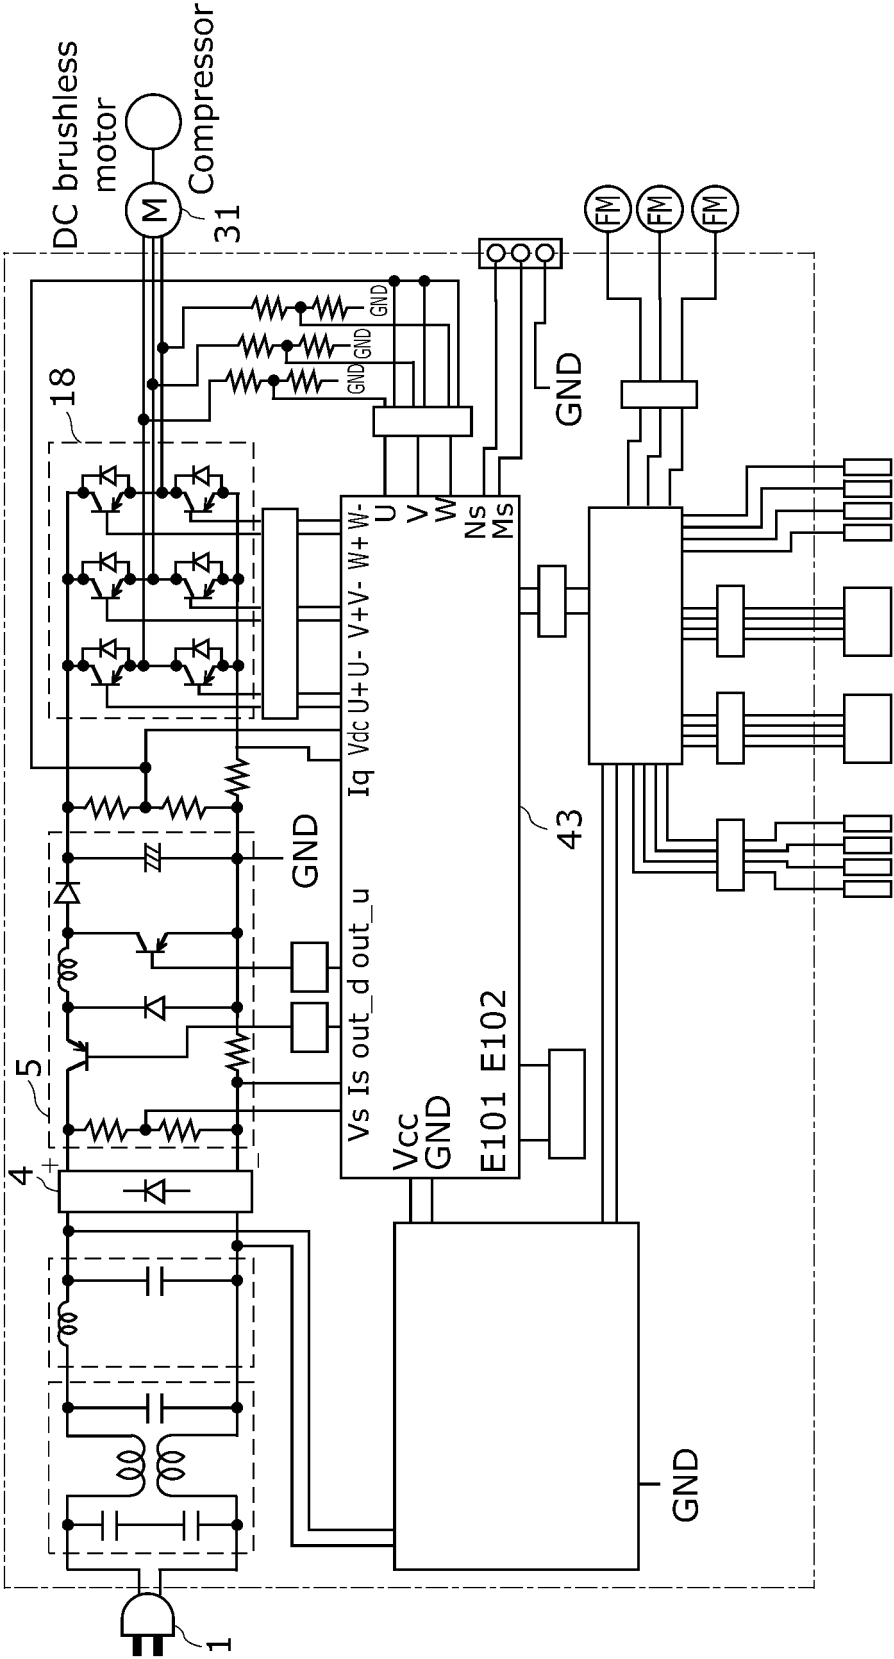 DC brushless
motor
Compressor
M
31
18
GND
GND
GND
FM
FM
FM
GND
U
V
W
Ns
Ms
W-
W+
V-
V+
U-
U+
Vdc
Iq
43
GND
out_u
out_d
Is
Vs
5
4
+
−
Vcc
GND
E101
E102
GND
1